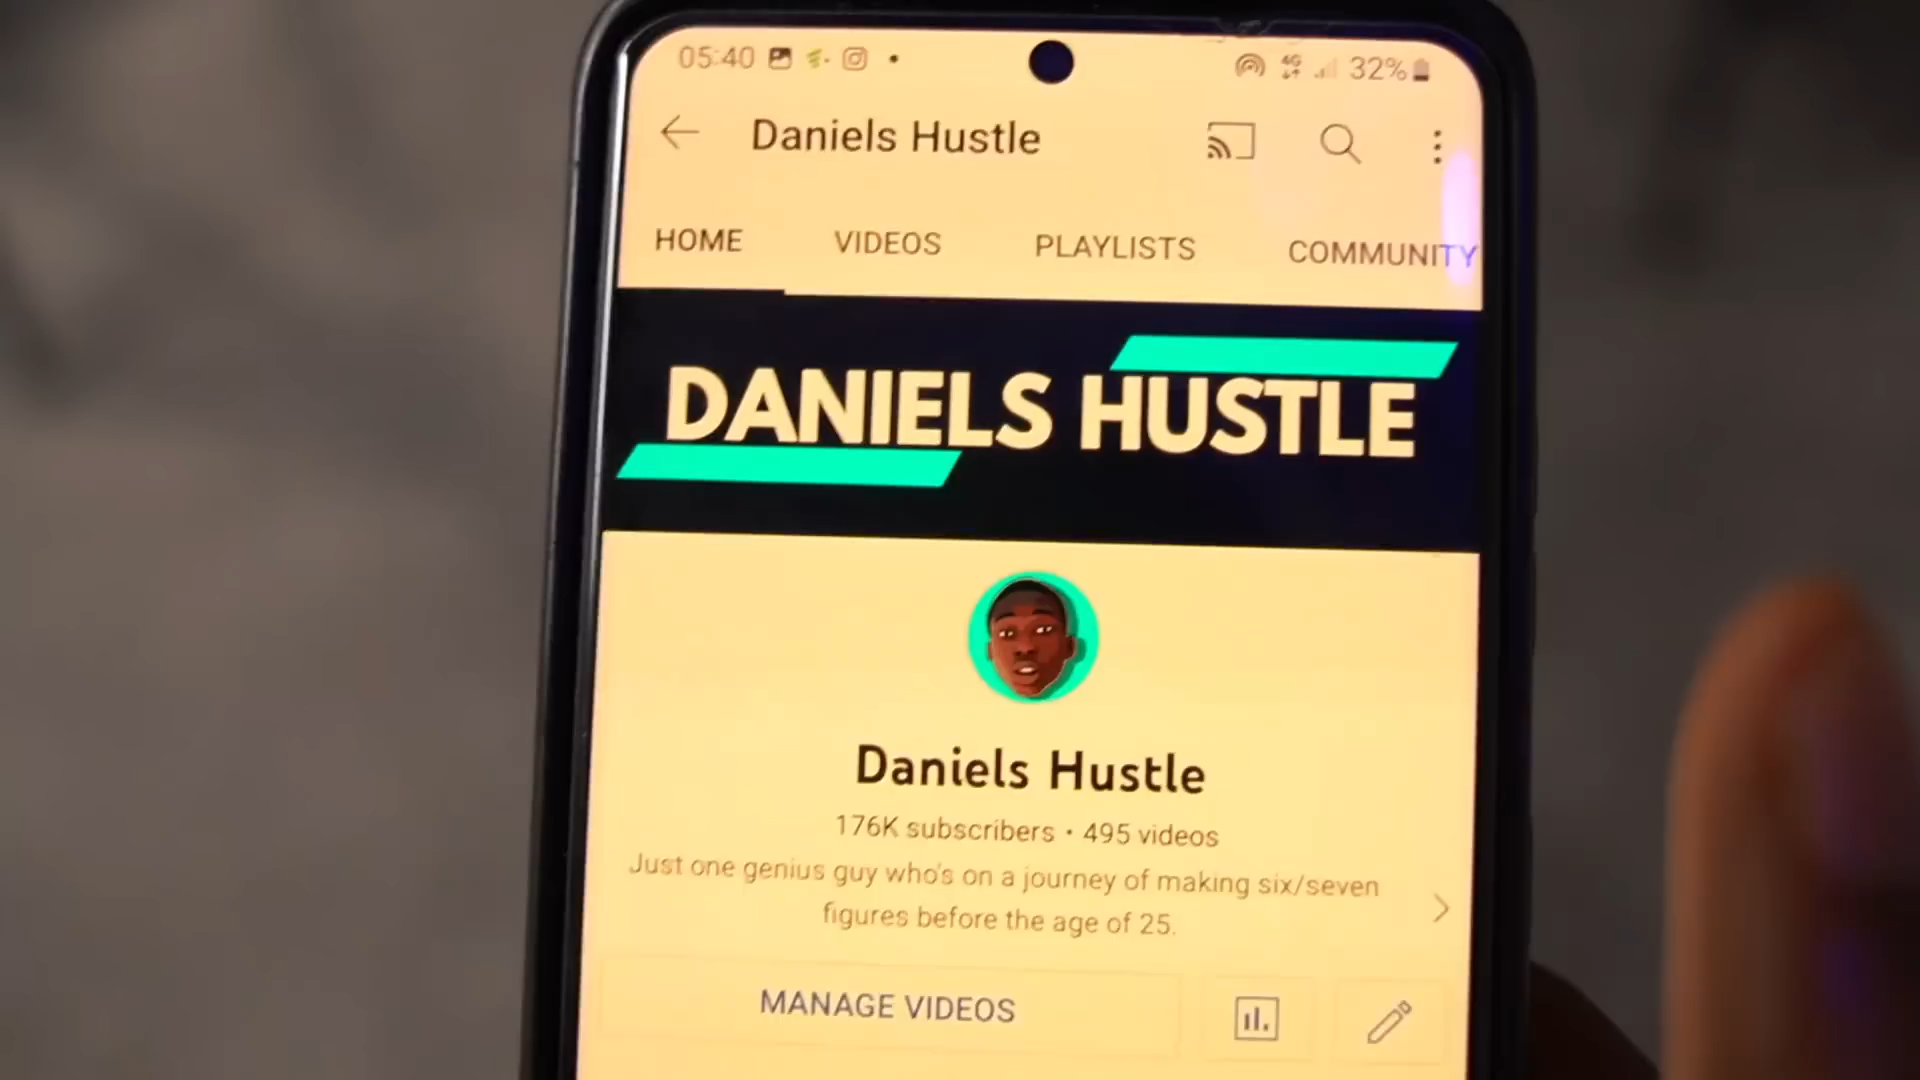 05:40
4G
32%
Daniels Hustle
HOME VIDEOS PLAYLISTS COMMUNITY
DANIELS HUSTLE
Daniels Hustle
176K subscribers • 495 videos
Just one genius guy who's on a journey of making six/seven
figures before the age of 25.
MANAGE VIDEOS